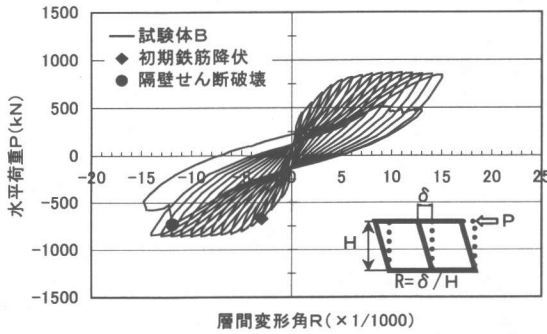 1500
1000
500
0
-500
-1000
-1500
水平荷重P(kN)
試験体B
初期鉄筋降伏
隔壁せん断破壊
-20 -15 -10 -5 0 5 10 15 20 25
δ
P
H
R=δ/H
層間変形角R(×1/1000)